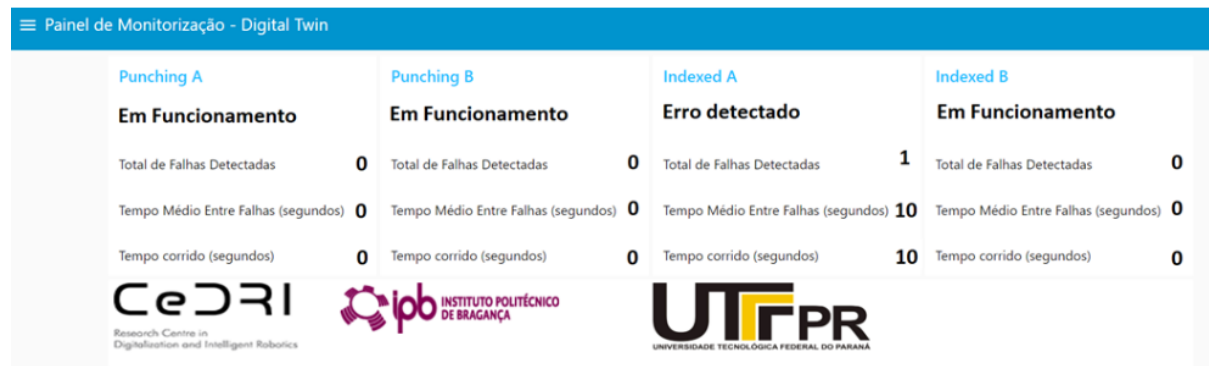 Painel de Monitorização - Digital Twin
Punching A
Em Funcionamento
Total de Falhas Detectadas 0
Tempo Médio Entre Falhas (segundos) 0
Tempo corrido (segundos) 0
Punching B
Em Funcionamento
Total de Falhas Detectadas 0
Tempo Médio Entre Falhas (segundos) 0
Tempo corrido (segundos) 0
Indexed A
Erro detectado
Total de Falhas Detectadas 1
Tempo Médio Entre Falhas (segundos) 10
Tempo corrido (segundos) 10
Indexed B
Em Funcionamento
Total de Falhas Detectadas 0
Tempo Médio Entre Falhas (segundos) 0
Tempo corrido (segundos) 0
CeDRI
Research Centre in
Digitalization and Intelligent Robotics
ipb INSTITUTO POLITÉCNICO
DE BRAGANÇA
UTFPR
UNIVERSIDADE TECNOLÓGICA FEDERAL DO PARANÁ